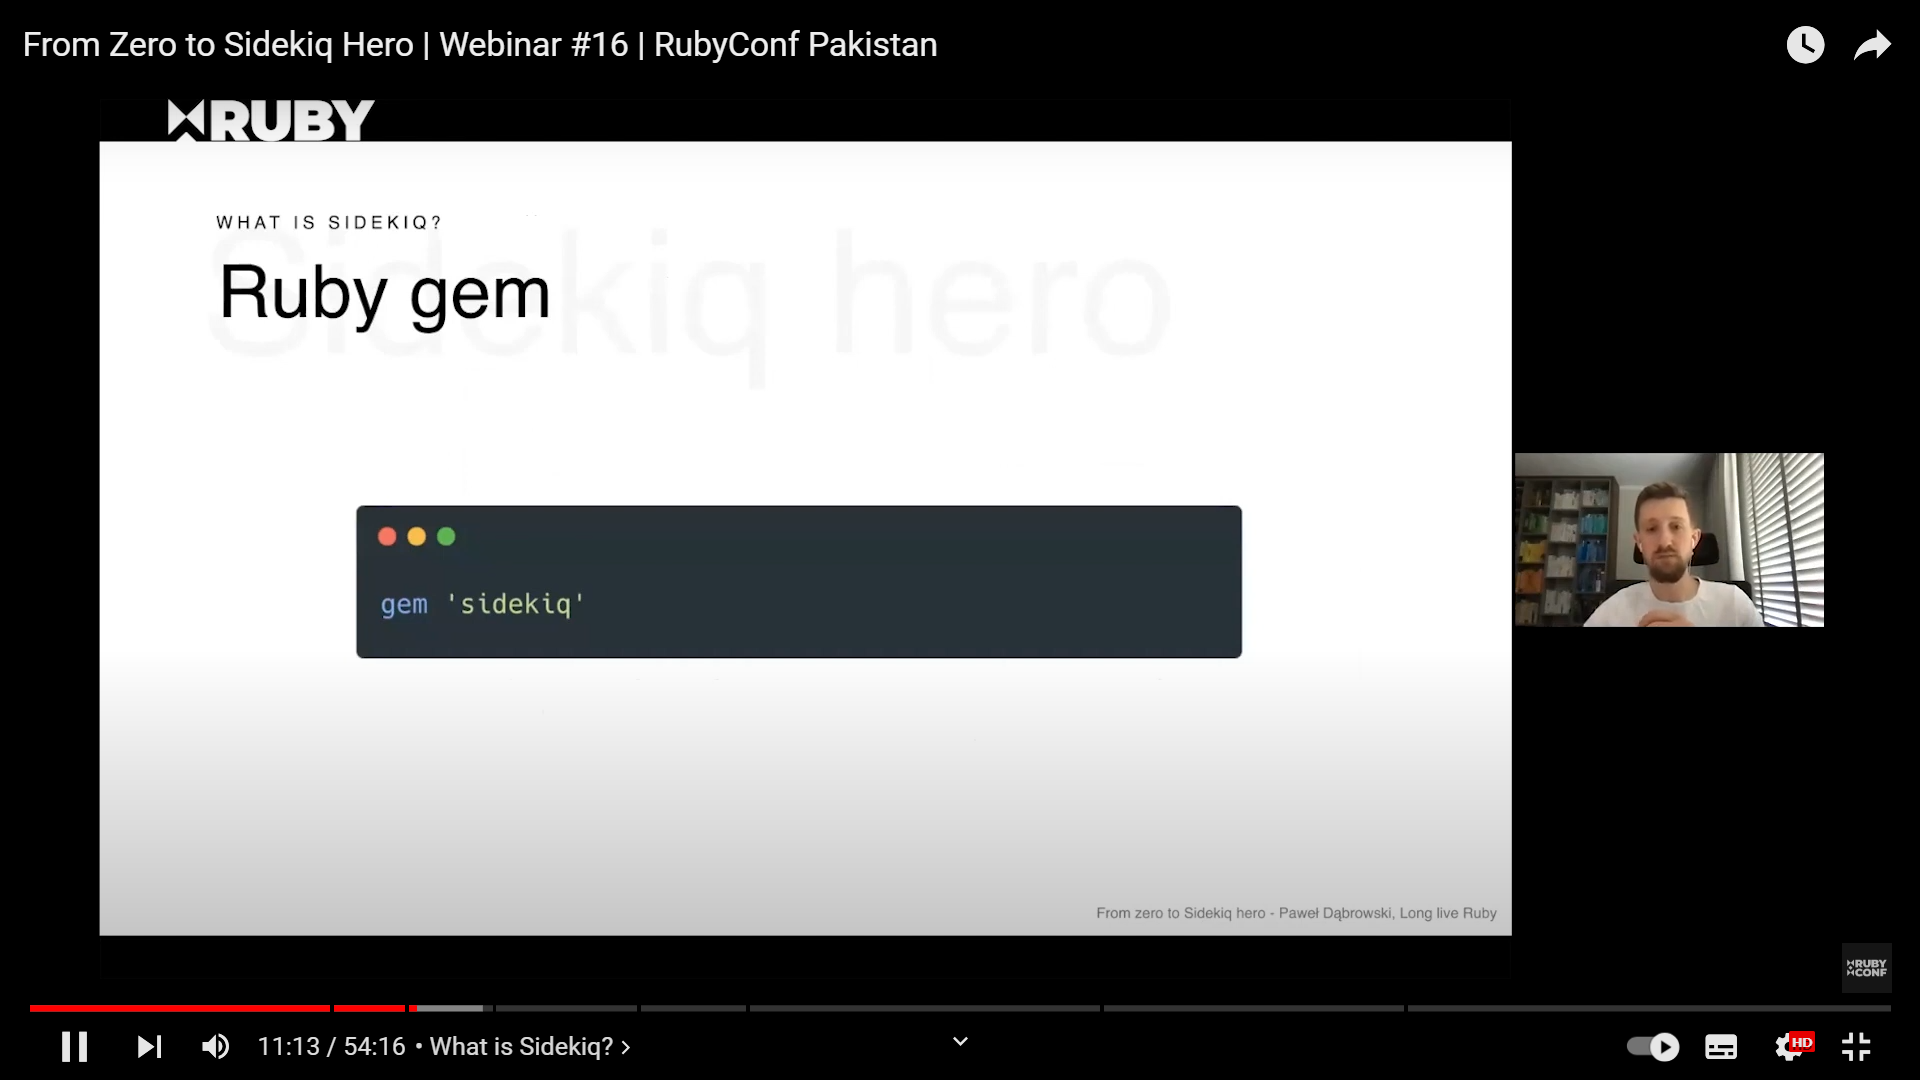 From Zero to Sidekiq Hero | Webinar #16 | RubyConf Pakistan
RUBY
WHAT IS SIDEKIQ?
Sidekiq hero
Ruby gem
gem 'sidekiq'
From zero to Sidekiq hero - Paweł Dąbrowski, Long live Ruby
RUBY
CONF
11:13 / 54:16 • What is Sidekiq? >
HD